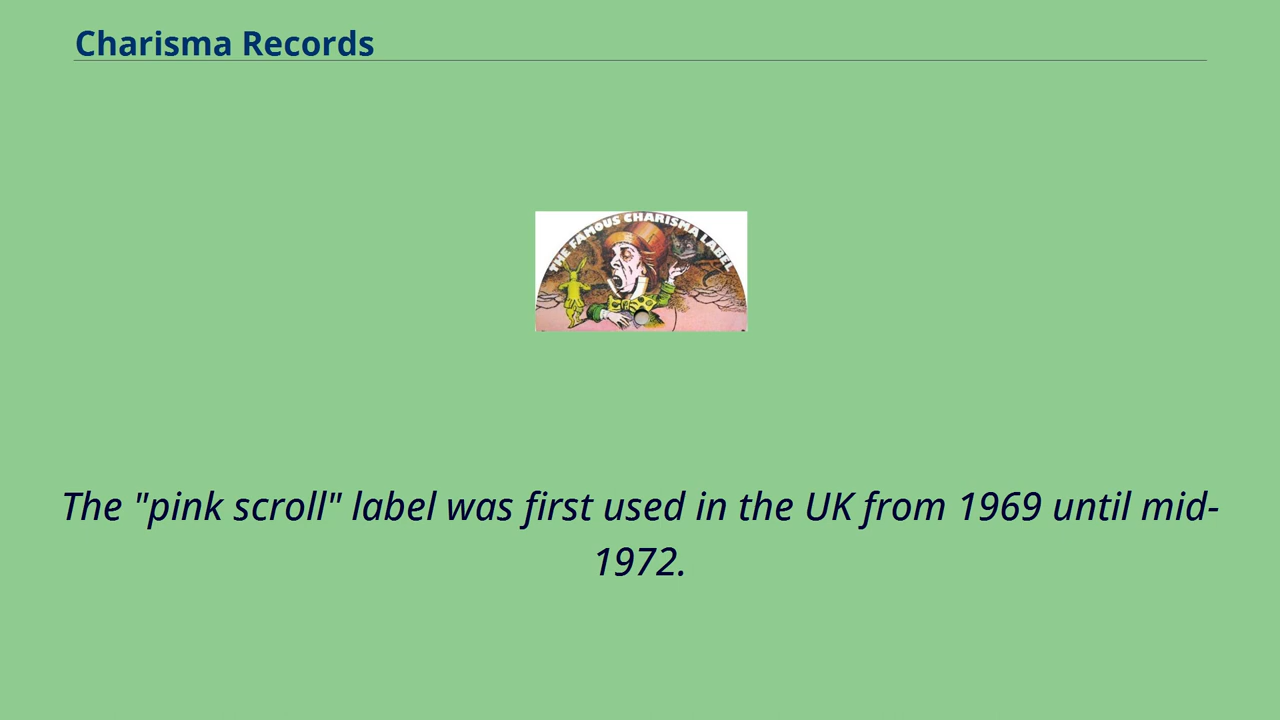 Charisma Records
THE FAMOUS CHARISMA LABEL
The "pink scroll" label was first used in the UK from 1969 until mid-
1972.